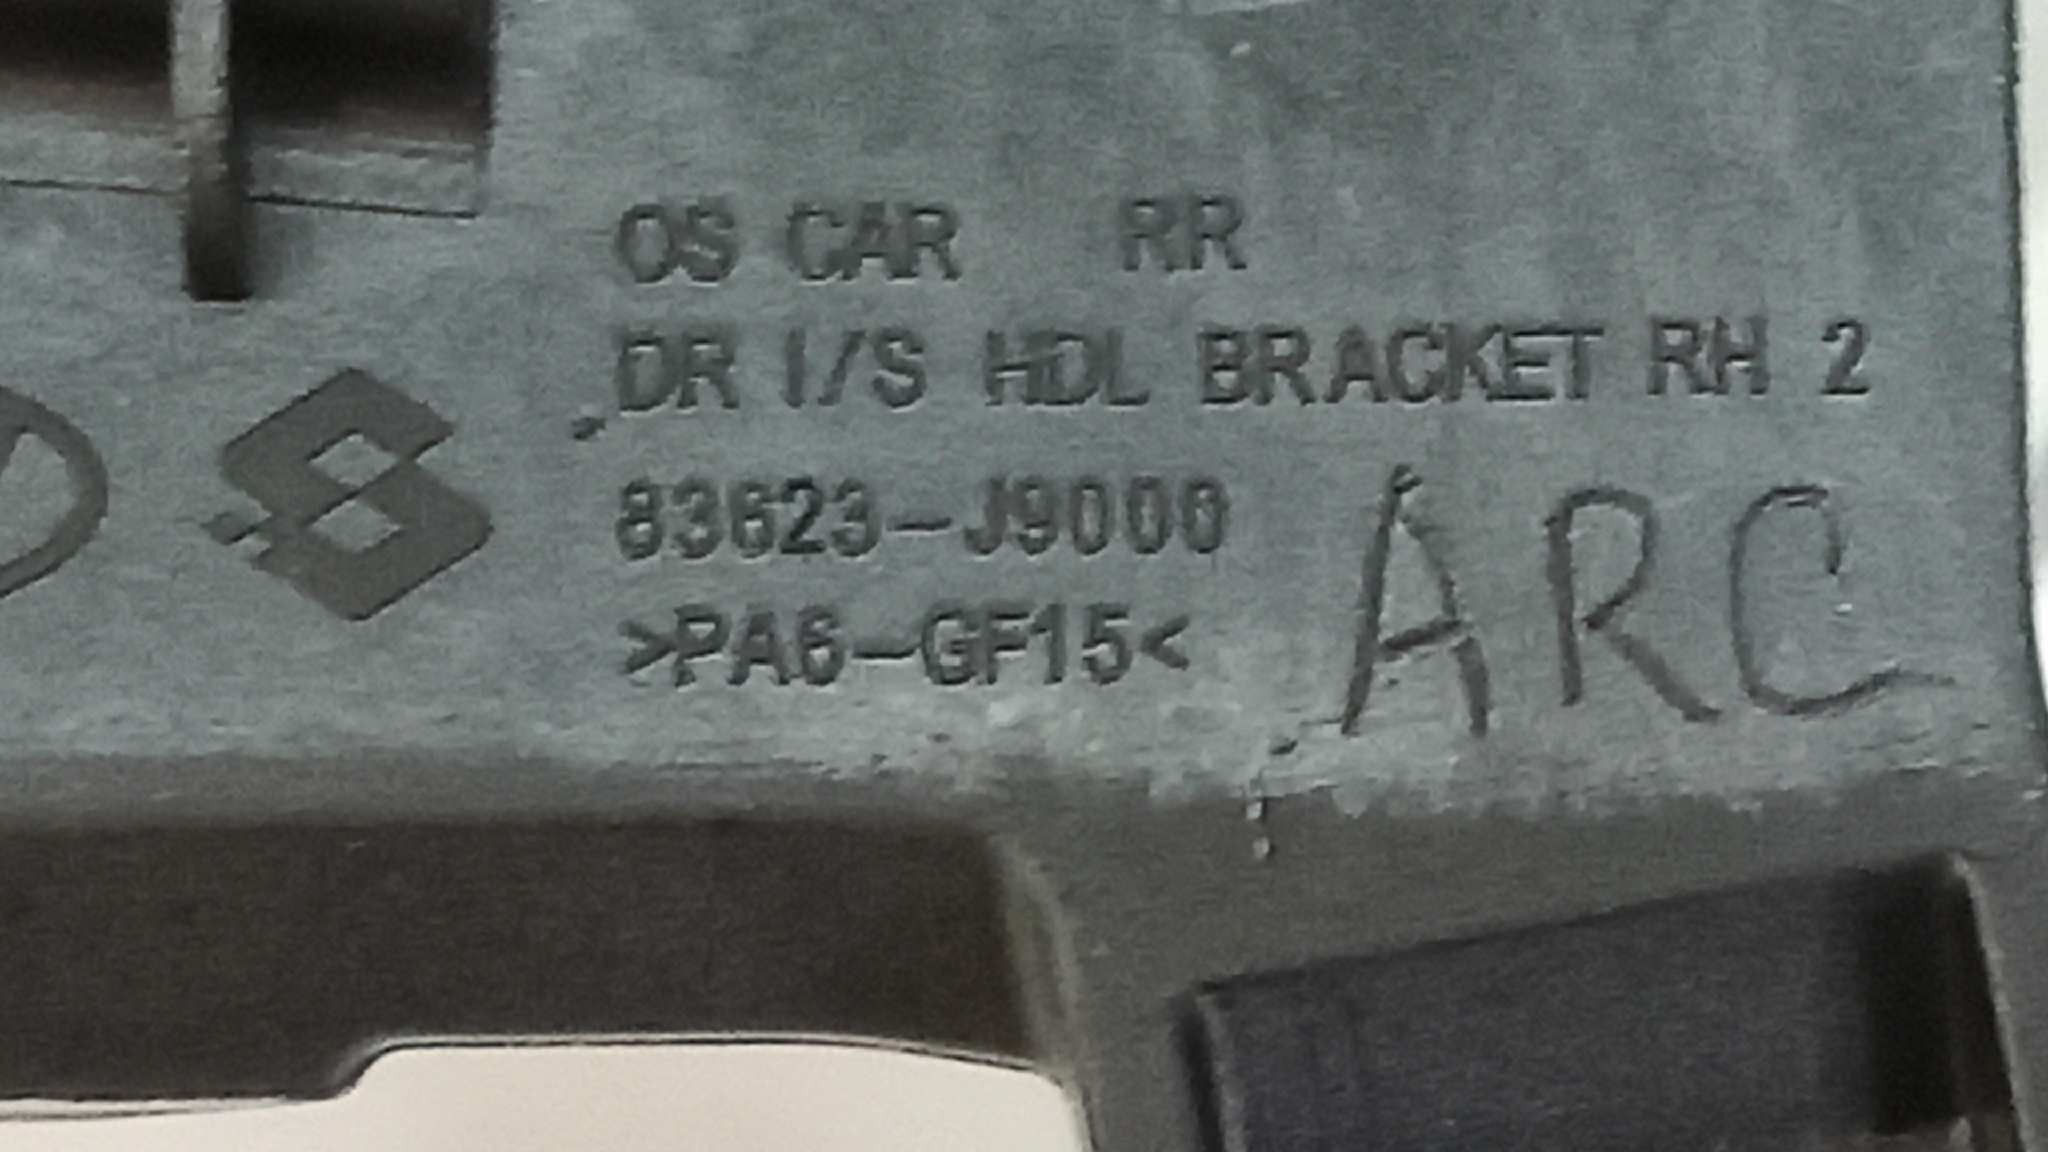 OS CAR RR
DR I/S HDL BRACKET RH 2
83623-J9000
>PA6-GF15<
ARC